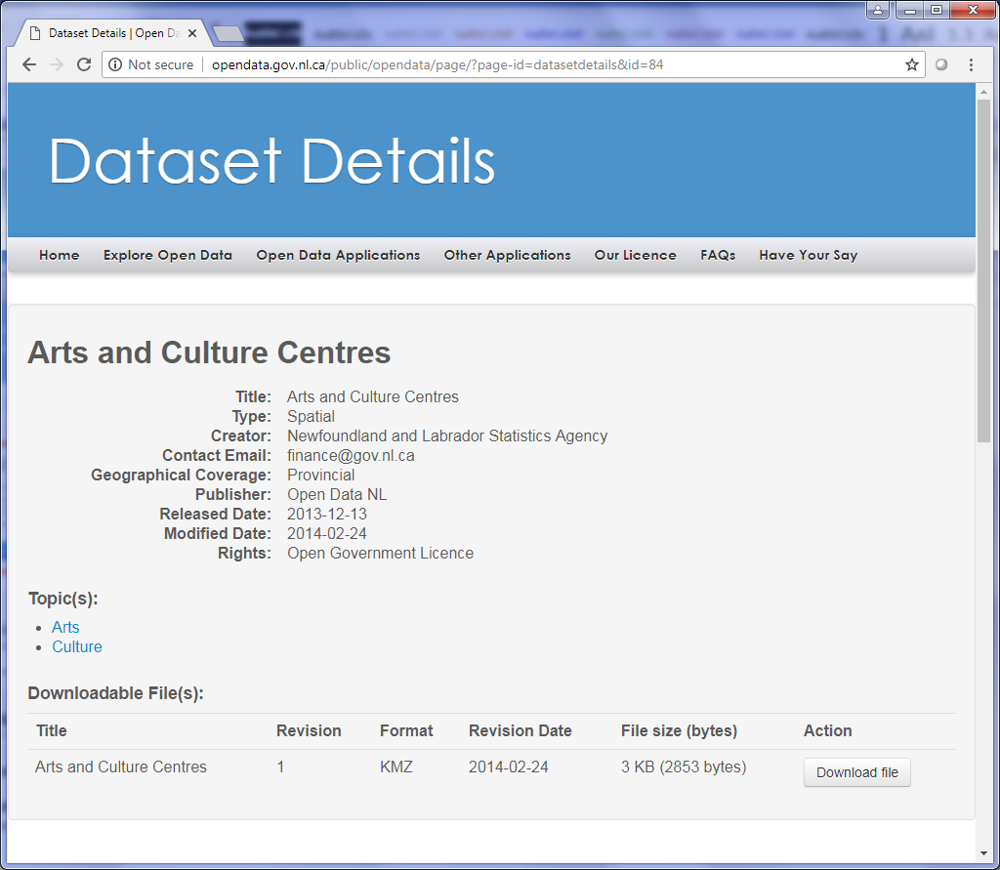 Dataset Details | Open Da
Not secure opendata.gov.nl.ca/public/opendata/page/?page-id=datasetdetails&id=84
Dataset Details
Home Explore Open Data Open Data Applications Other Applications Our Licence FAQs Have Your Say
Arts and Culture Centres
Title: Arts and Culture Centres
Type: Spatial
Creator: Newfoundland and Labrador Statistics Agency
Contact Email: finance@gov.nl.ca
Geographical Coverage: Provincial
Publisher: Open Data NL
Released Date: 2013-12-13
Modified Date: 2014-02-24
Rights: Open Government Licence
Topic(s):
• Arts
• Culture
Downloadable File(s):
Title Revision Format Revision Date File size (bytes) Action
Arts and Culture Centres 1 KMZ 2014-02-24 3 KB (2853 bytes) Download file